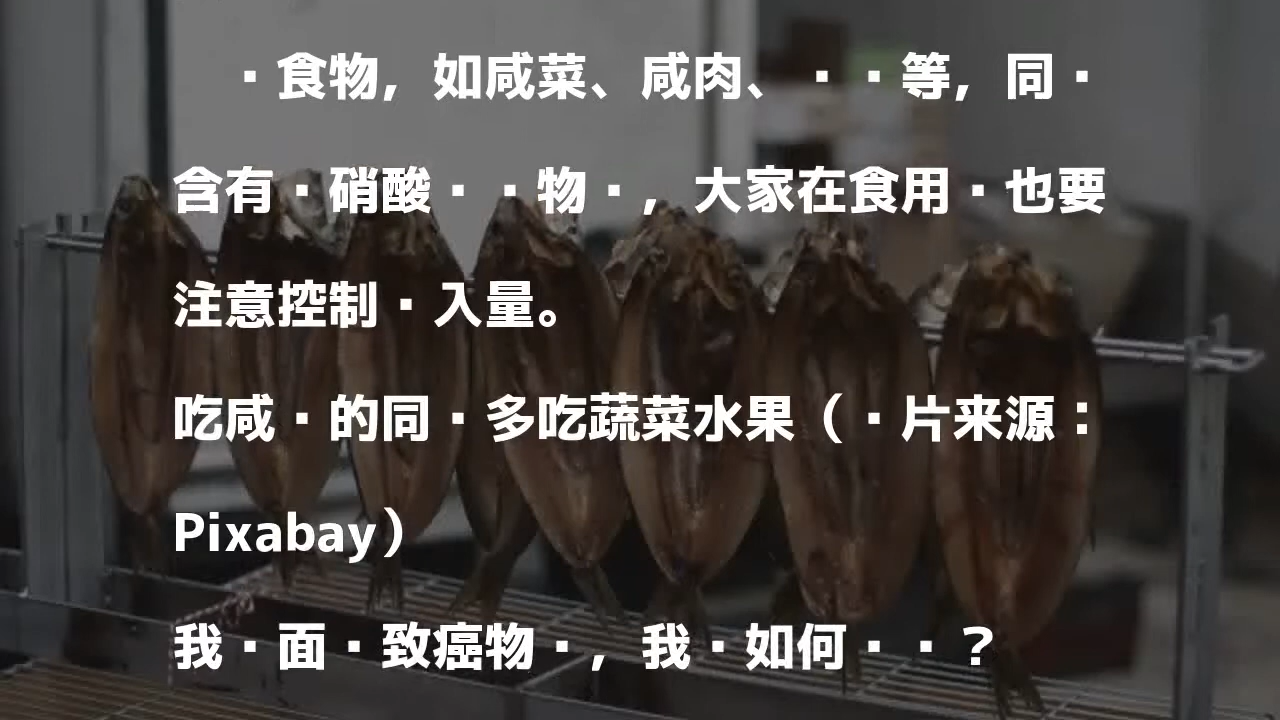 ·食物，如咸菜、咸肉、··等，同·
含有·硝酸··物·，大家在食用·也要
注意控制·入量。
吃咸·的同·多吃蔬菜水果（·片来源：
Pixabay）
我·面·致癌物·，我·如何··？